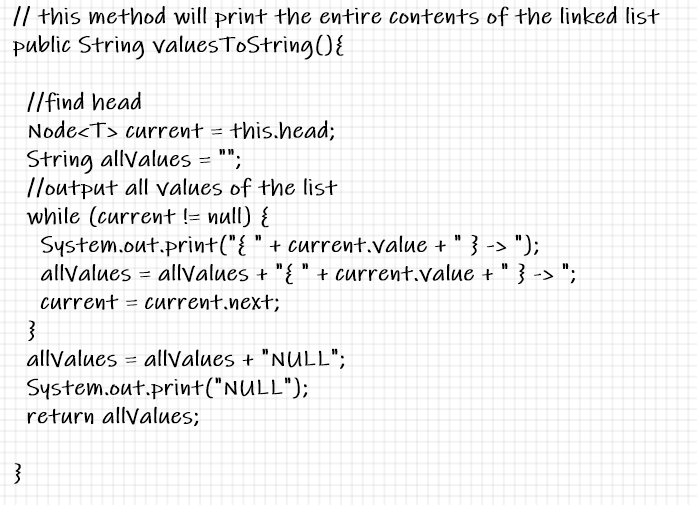 // this method will print the entire contents of the linked list
public String valuesToString(){
//find head
Node<T> current = this.head;
String allValues = "";
//output all values of the list
while (current != null) {
System.out.print("{ " + current.value + " } -> ");
allValues = allValues + "{ " + current.value + " } -> ";
current = current.next;
}
allValues = allValues + "NULL";
System.out.print("NULL");
return allValues;
}